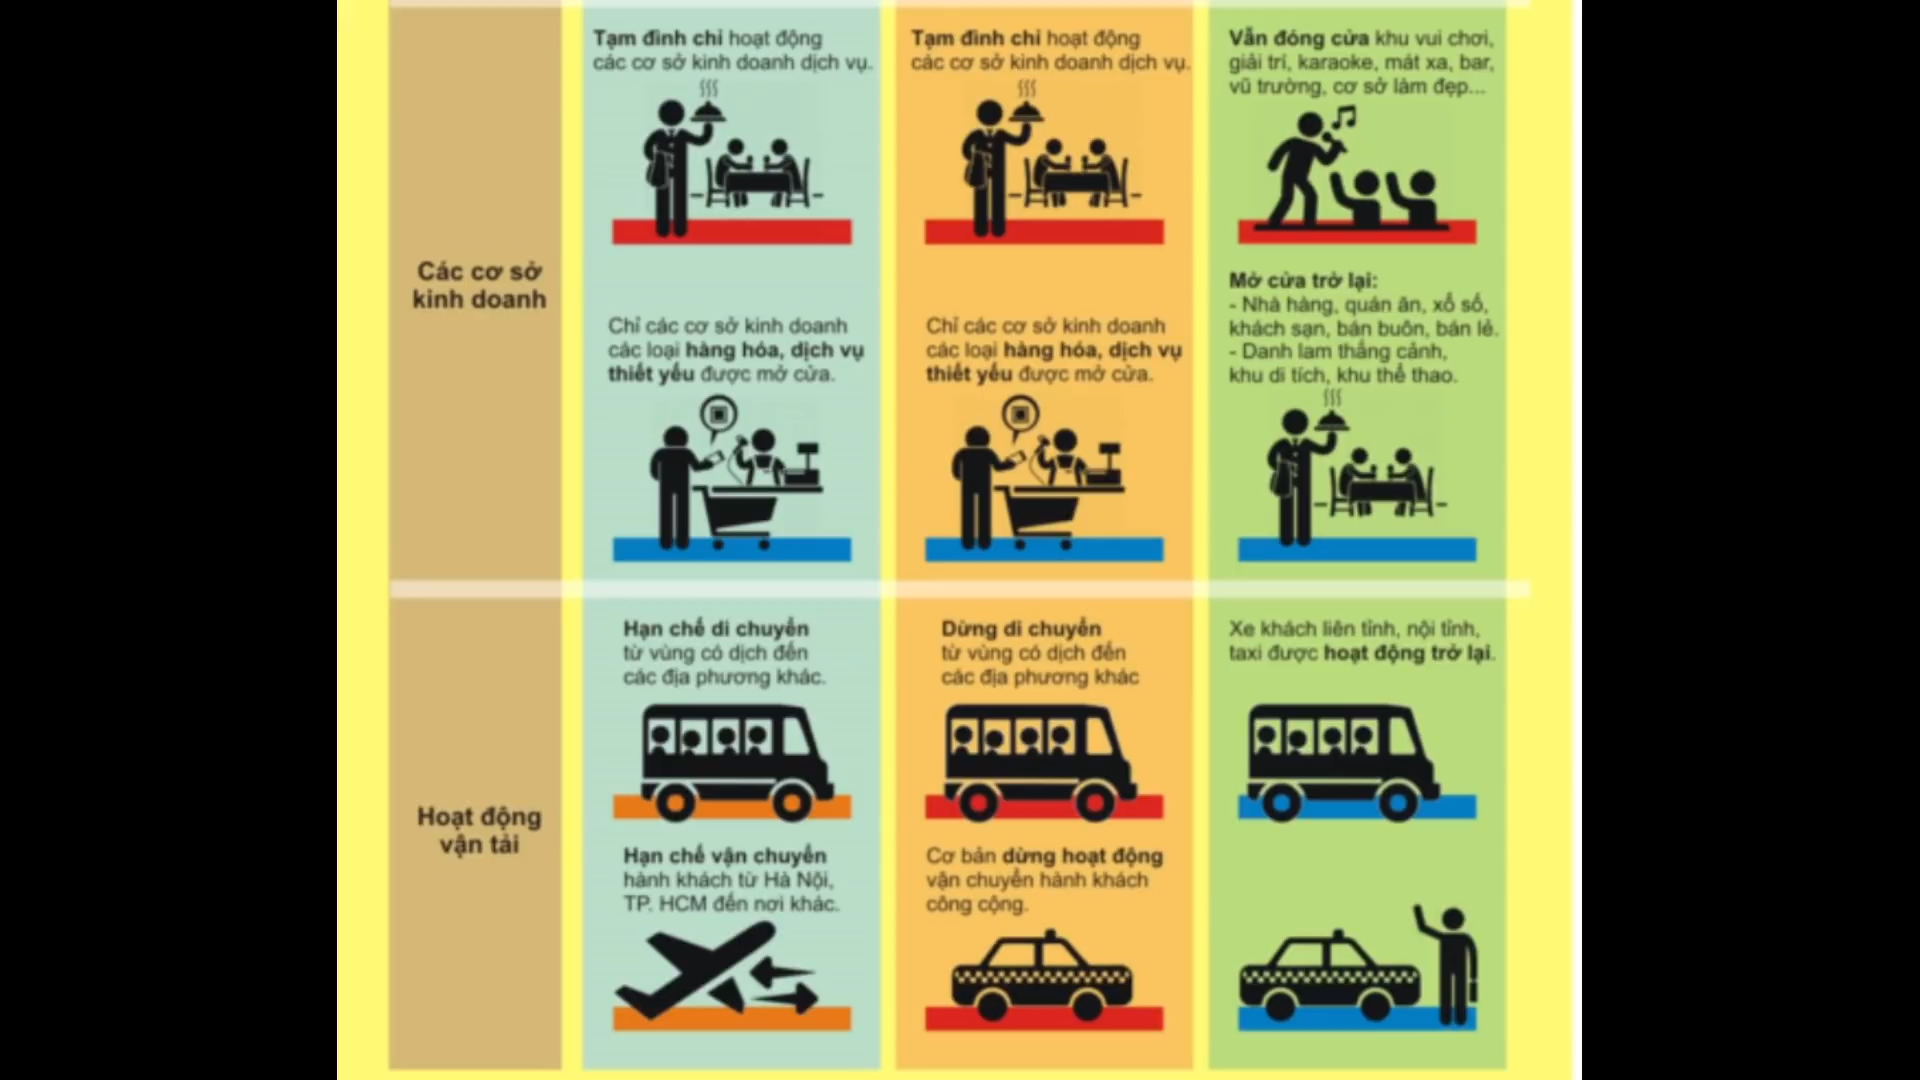 Các cơ sở
kinh doanh
Tạm đình chỉ hoạt động
các cơ sở kinh doanh dịch vụ.
Chỉ các cơ sở kinh doanh
các loại hàng hóa, dịch vụ
thiết yếu được mở cửa.
Tạm đình chỉ hoạt động
các cơ sở kinh doanh dịch vụ.
Chỉ các cơ sở kinh doanh
các loại hàng hóa, dịch vụ
thiết yếu được mở cửa.
Vẫn đóng cửa khu vui chơi,
giải trí, karaoke, mát xa, bar,
vũ trường, cơ sở làm đẹp...
Mở cửa trở lại:
- Nhà hàng, quán ăn, xổ số,
khách sạn, bán buôn, bán lẻ.
- Danh lam thắng cảnh,
khu di tích, khu thể thao.
Hoạt động
vận tải
Hạn chế di chuyển
từ vùng có dịch đến
các địa phương khác.
Hạn chế vận chuyển
hành khách từ Hà Nội,
TP. HCM đến nơi khác.
Dừng di chuyển
từ vùng có dịch đến
các địa phương khác
Cơ bản dừng hoạt động
vận chuyển hành khách
công cộng.
Xe khách liên tỉnh, nội tỉnh,
taxi được hoạt động trở lại.